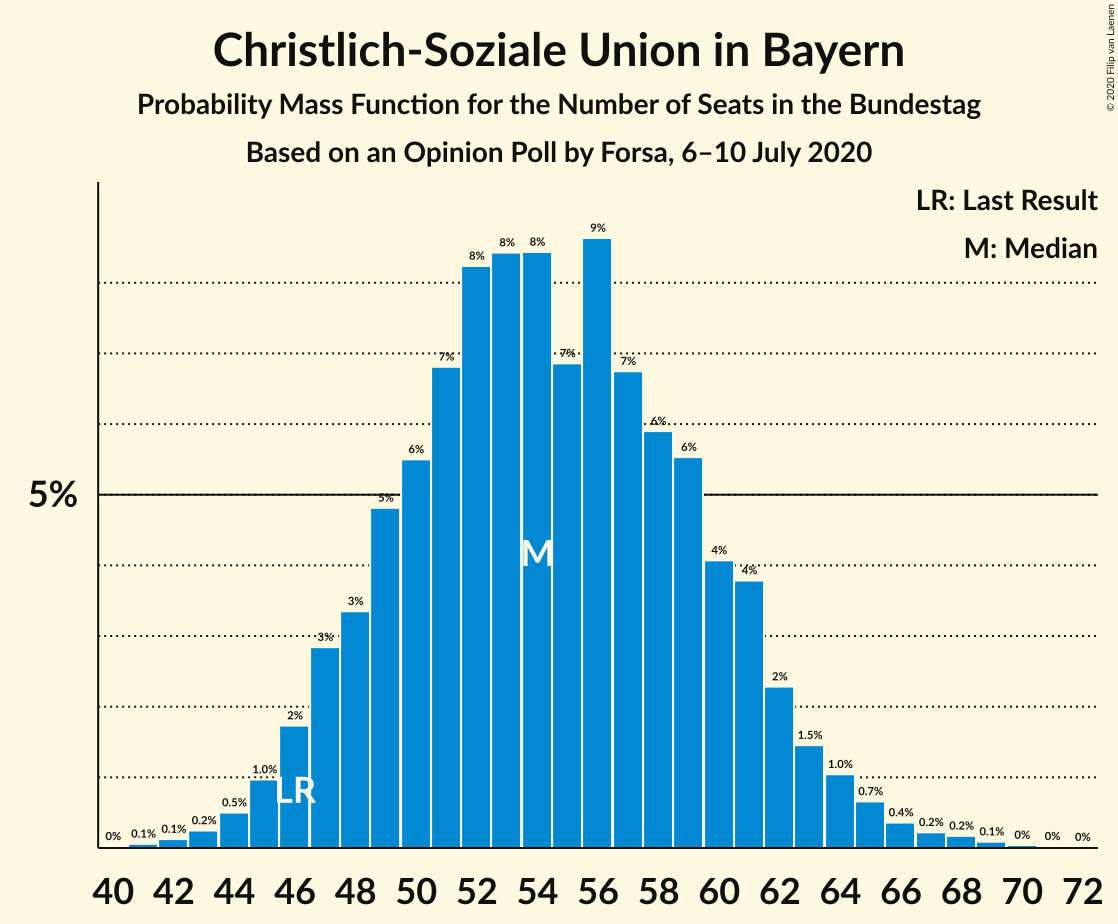 Christlich-Soziale Union in Bayern
Probability Mass Function for the Number of Seats in the Bundestag
Based on an Opinion Poll by Forsa, 6–10 July 2020
© 2020 Filip van Laenen
LR: Last Result
M: Median
5%
0% 0.1% 0.1% 0.2% 0.5% 1.0% 2% 3% 3% 5% 6% 7% 8% 8% 8% 7% 9% 7% 6% 6% 4% 4% 2% 1.5% 1.0% 0.7% 0.4% 0.2% 0.2% 0.1% 0% 0% 0%
M
LR
40 42 44 46 48 50 52 54 56 58 60 62 64 66 68 70 72